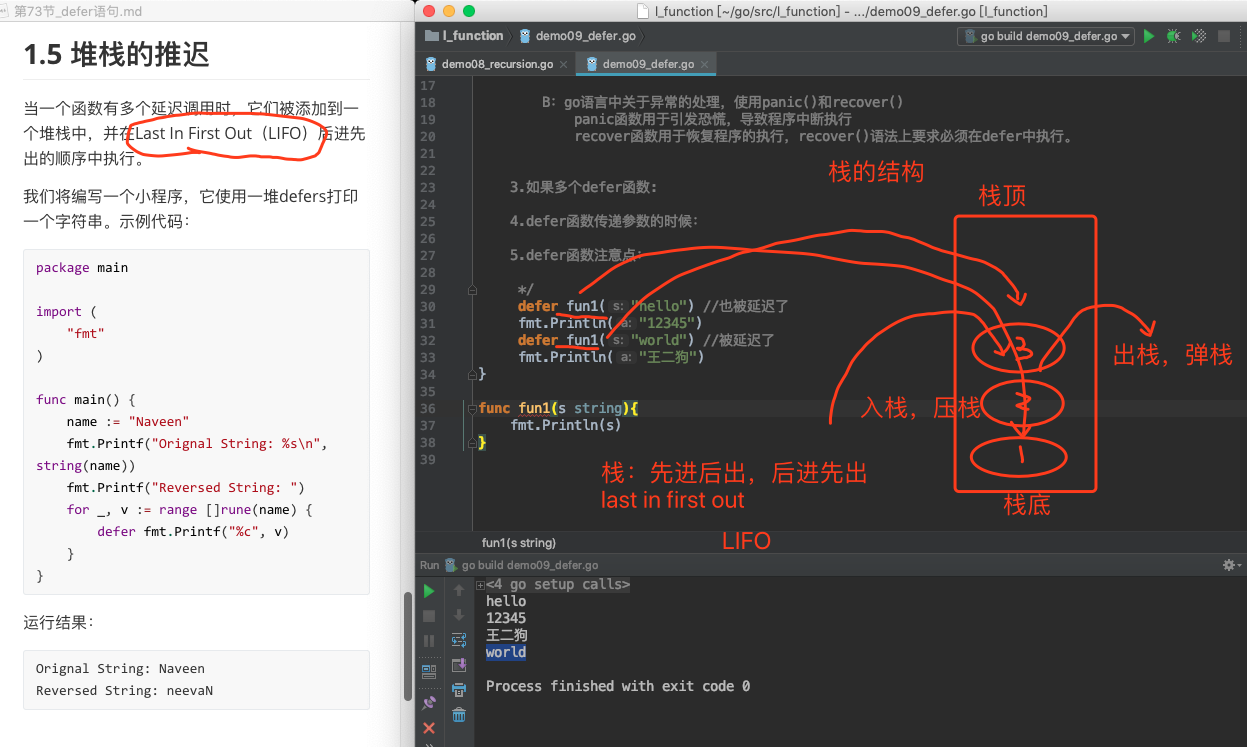 第73节_defer语句.md
1.5 堆栈的推迟
当一个函数有多个延迟调用时，它们被添加到一
个堆栈中，并在Last In First Out（LIFO）后进先
出的顺序中执行。
我们将编写一个小程序，它使用一堆defers打印
一个字符串。示例代码：
package main
import (
"fmt"
)
func main() {
name := "Naveen"
fmt.Printf("Orignal String: %s\n",
string(name))
fmt.Printf("Reversed String: ")
for _, v := range []rune(name) {
defer fmt.Printf("%c", v)
}
}
运行结果：
Orignal String: Naveen
Reversed String: neevaN
l_function [~/go/src/l_function] - .../demo09_defer.go [l_function]
l_function
demo09_defer.go
go build demo09_defer.go
demo08_recursion.go
demo09_defer.go
17
18 B：go语言中关于异常的处理，使用panic()和recover()
19 panic函数用于引发恐慌，导致程序中断执行
20 recover函数用于恢复程序的执行，recover()语法上要求必须在defer中执行。
21
22
23 3.如果多个defer函数：
24
25 4.defer函数传递参数的时候：
26
27 5.defer函数注意点：
28
29 */
30 defer fun1( s: "hello") //也被延迟了
31 fmt.Println( a: "12345")
32 defer fun1( s: "world") //被延迟了
33 fmt.Println( a: "王二狗")
34 }
35
36 func fun1(s string){
37 fmt.Println(s)
38 }
39
栈的结构
栈顶
3
2
1
栈底
出栈，弹栈
入栈，压栈
栈：先进后出，后进先出
last in first out
LIFO
fun1(s string)
Run go build demo09_defer.go
<4 go setup calls>
hello
12345
王二狗
world
Process finished with exit code 0